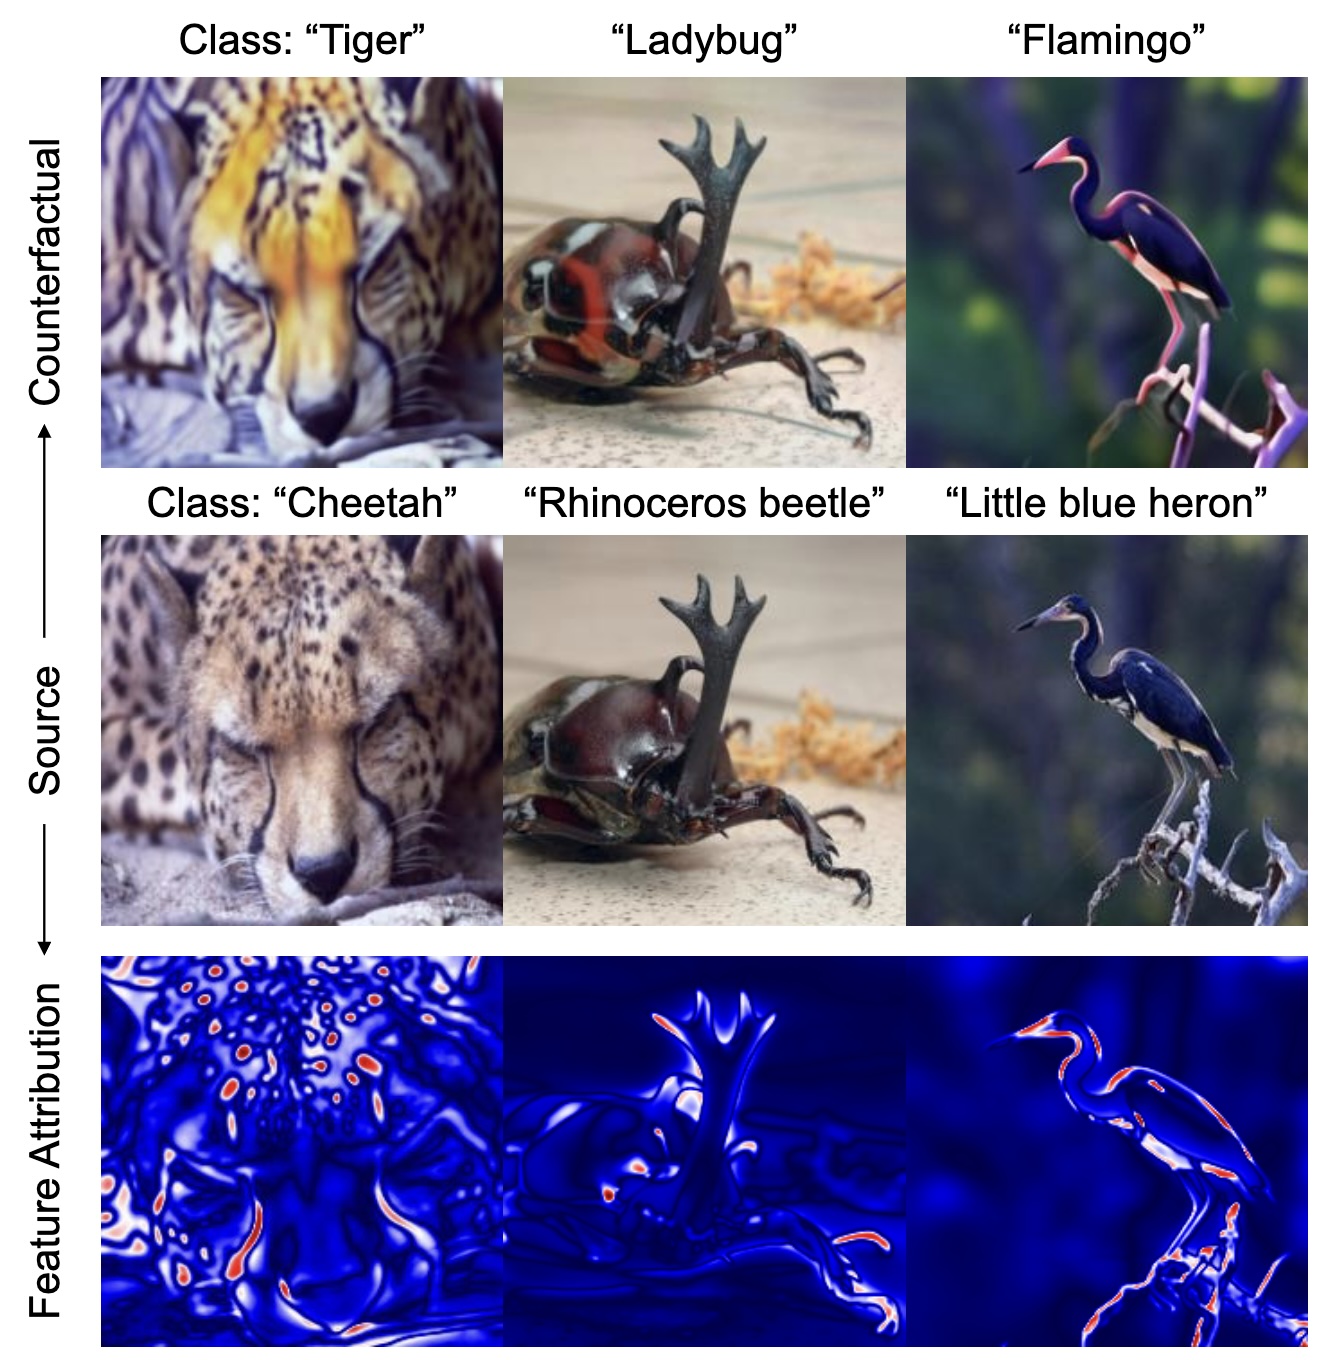 Class: “Tiger”
“Ladybug”
“Flamingo”
Counterfactual
Class: “Cheetah”
“Rhinoceros beetle”
“Little blue heron”
Source
Feature Attribution